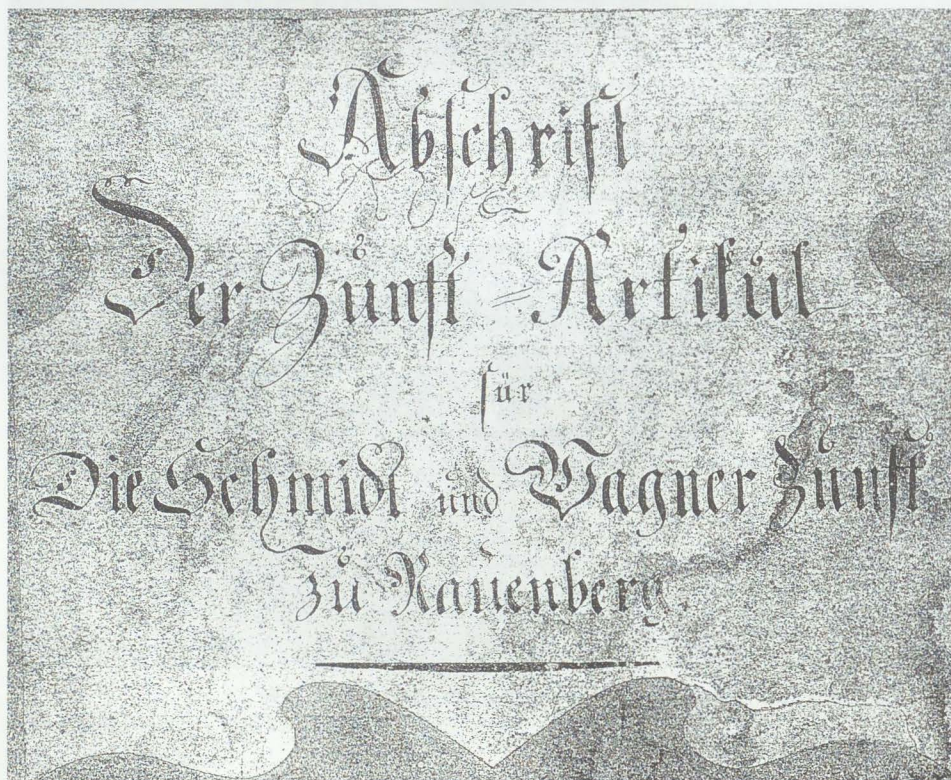 Abschrift
Der Zunft-Artikul
für
Die Schmidt und Wagner Zunft
zu Rauenberg.